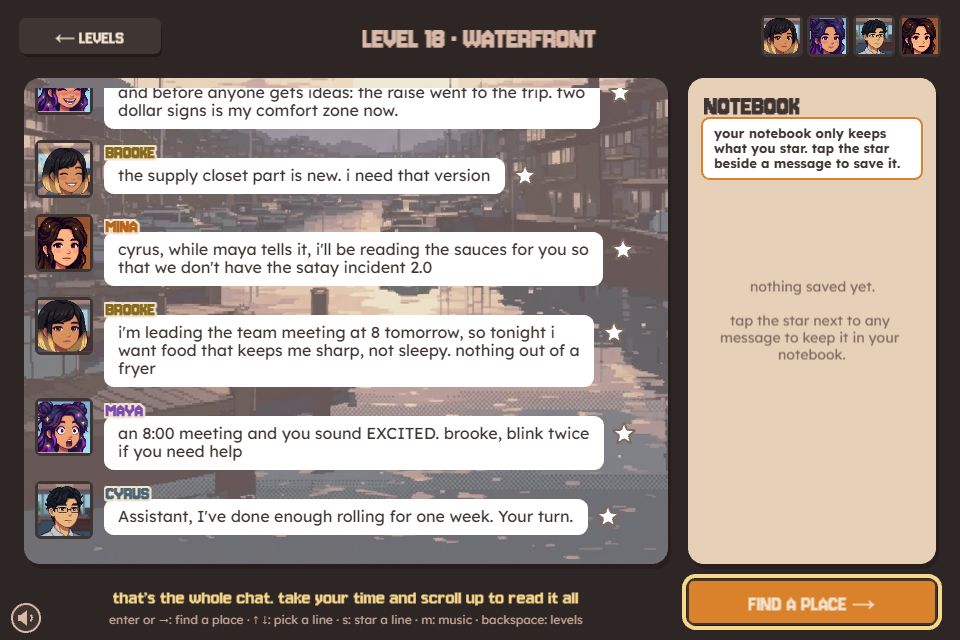 ← LEVELS
LEVEL 18 · WATERFRONT
and before anyone gets ideas: the raise went to the trip. two
dollar signs is my comfort zone now.
BROOKE
the supply closet part is new. i need that version
MINA
cyrus, while maya tells it, i'll be reading the sauces for you so
that we don't have the satay incident 2.0
BROOKE
i'm leading the team meeting at 8 tomorrow, so tonight i
want food that keeps me sharp, not sleepy. nothing out of a
fryer
MAYA
an 8:00 meeting and you sound EXCITED. brooke, blink twice
if you need help
CYRUS
Assistant, I've done enough rolling for one week. Your turn.
NOTEBOOK
your notebook only keeps
what you star. tap the star
beside a message to save it.
nothing saved yet.
tap the star next to any
message to keep it in your
notebook.
that's the whole chat. take your time and scroll up to read it all
enter or →: find a place · ↑ ↓: pick a line · s: star a line · m: music · backspace: levels
FIND A PLACE →